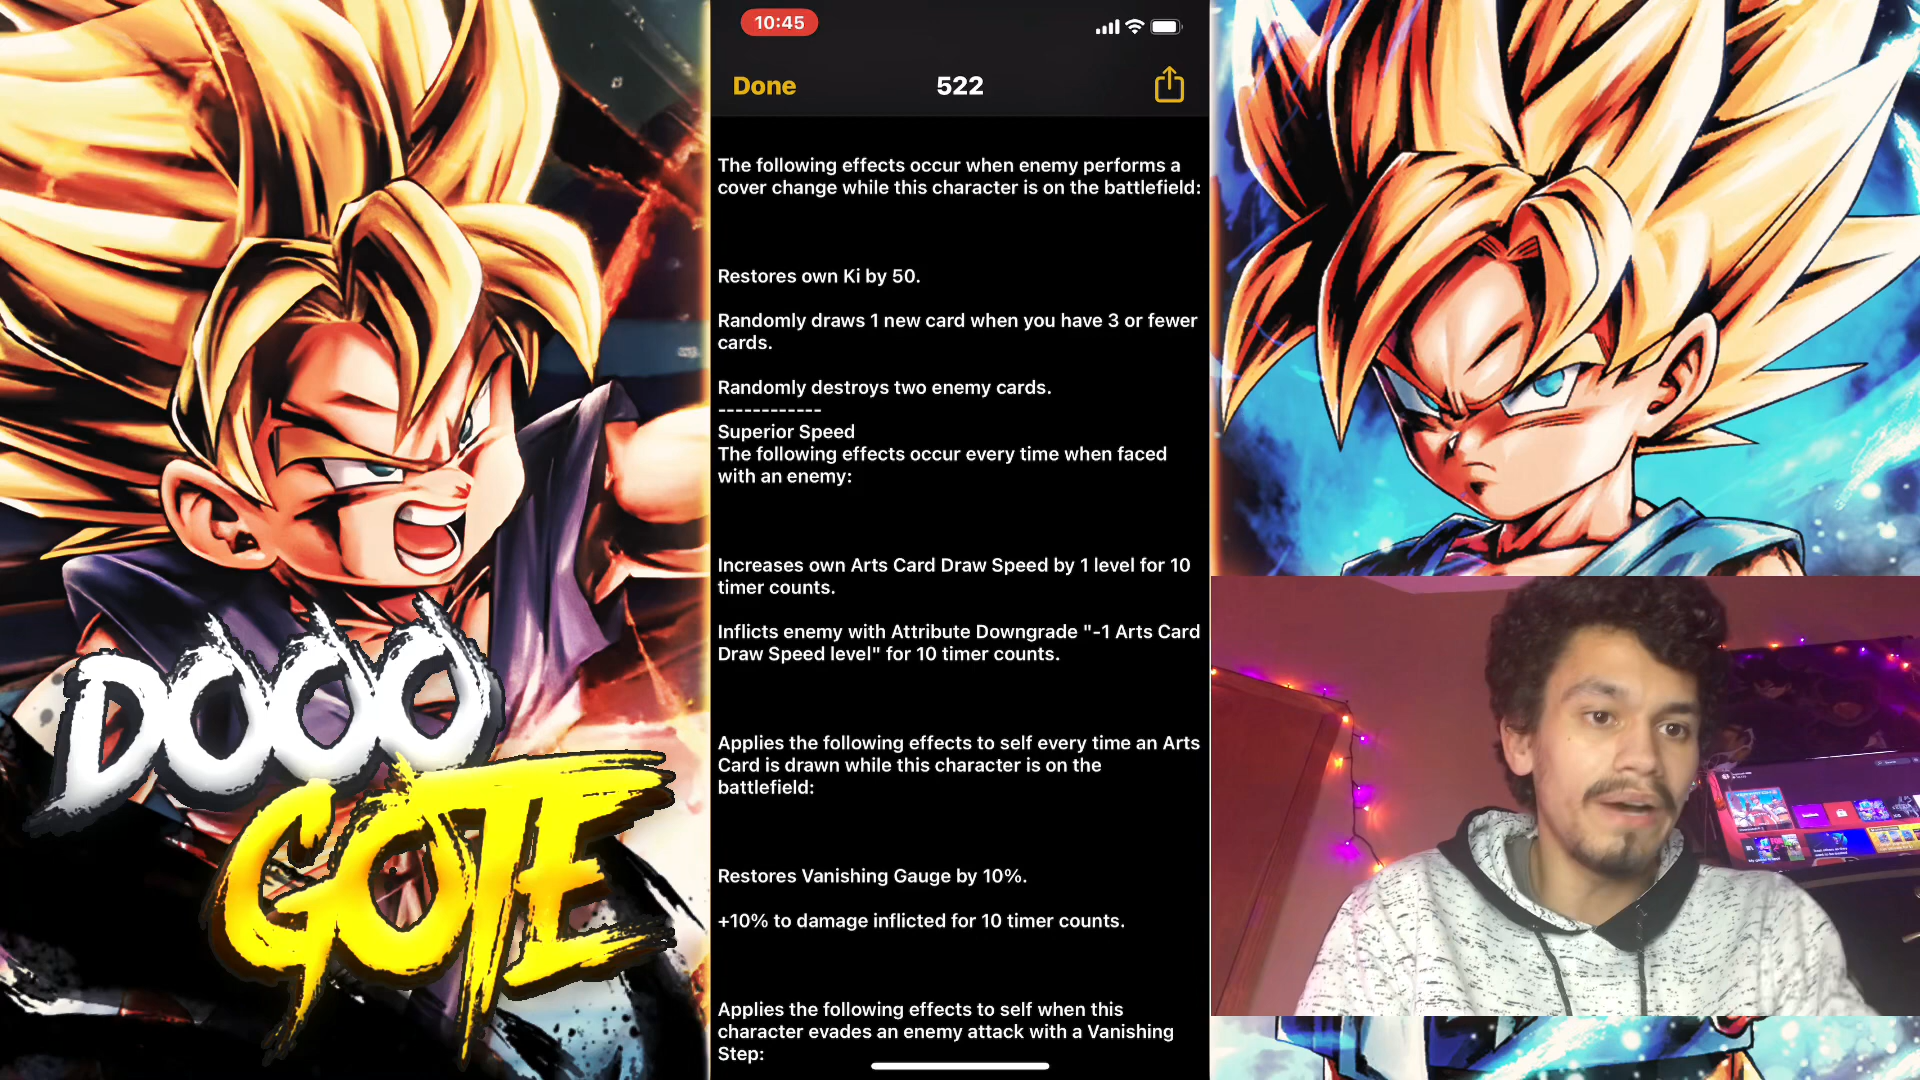 10:45
Done
522
The following effects occur when enemy performs a
cover change while this character is on the battlefield:
Restores own Ki by 50.
Randomly draws 1 new card when you have 3 or fewer
cards.
Randomly destroys two enemy cards.
------------
Superior Speed
The following effects occur every time when faced
with an enemy:
Increases own Arts Card Draw Speed by 1 level for 10
timer counts.
Inflicts enemy with Attribute Downgrade "-1 Arts Card
Draw Speed level" for 10 timer counts.
Applies the following effects to self every time an Arts
Card is drawn while this character is on the
battlefield:
Restores Vanishing Gauge by 10%.
+10% to damage inflicted for 10 timer counts.
Applies the following effects to self when this
character evades an enemy attack with a Vanishing
Step:
DOOO
GOTE